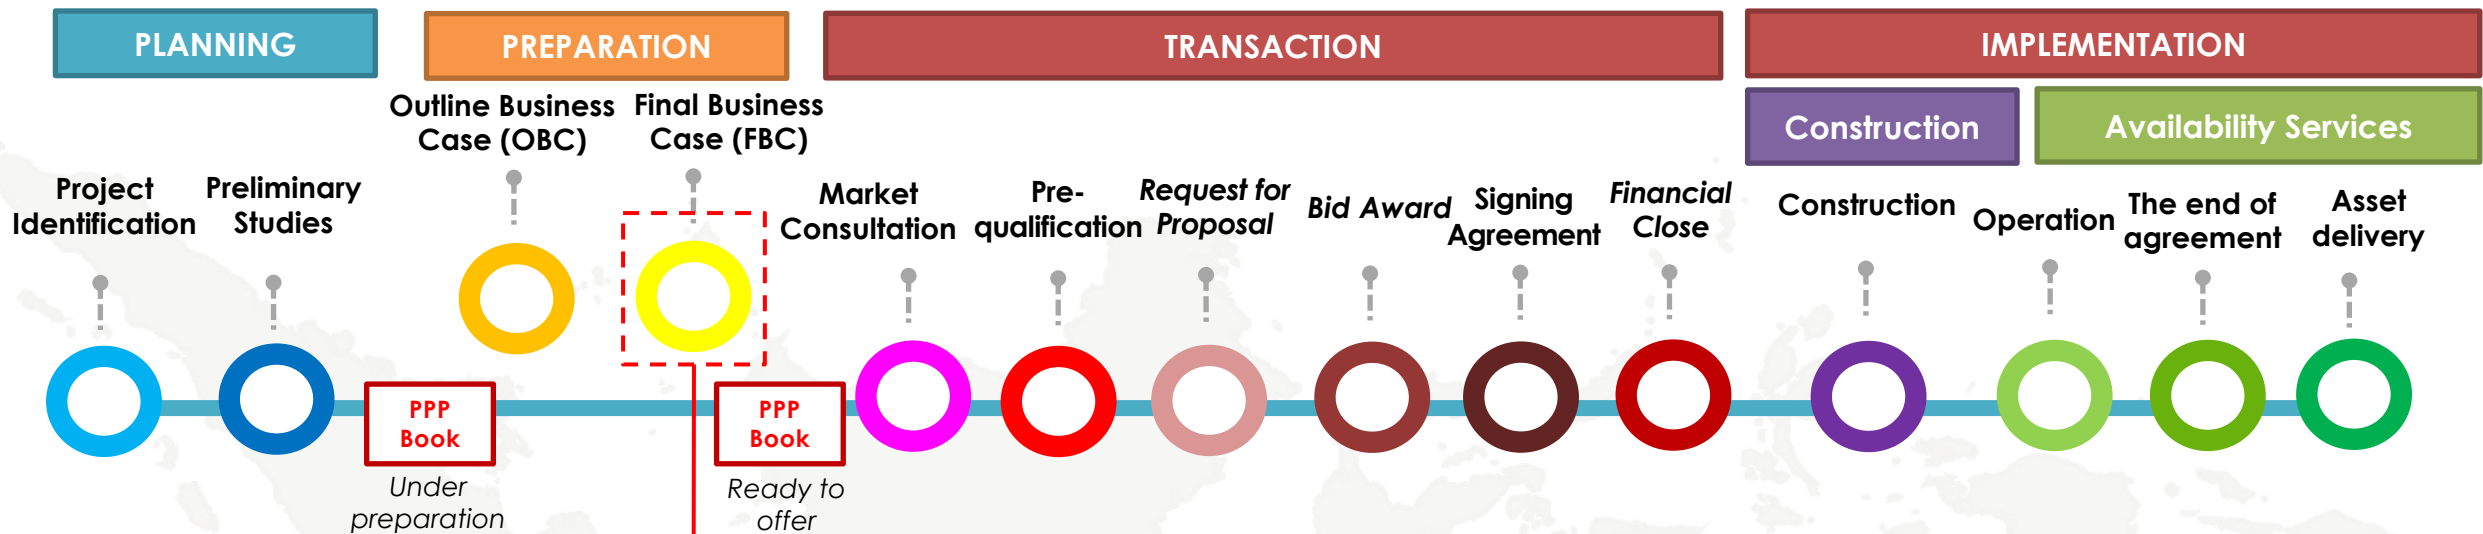 PLANNING
PREPARATION
TRANSACTION
IMPLEMENTATION
Construction
Availability Services
Outline Business
Case (OBC)
Final Business
Case (FBC)
Project
Identification
Preliminary
Studies
Market
Consultation
Pre-
qualification
Request for
Proposal
Bid Award
Signing
Agreement
Financial
Close
Construction
Operation
The end of
agreement
Asset
delivery
PPP
Book
Under
preparation
PPP
Book
Ready to
offer